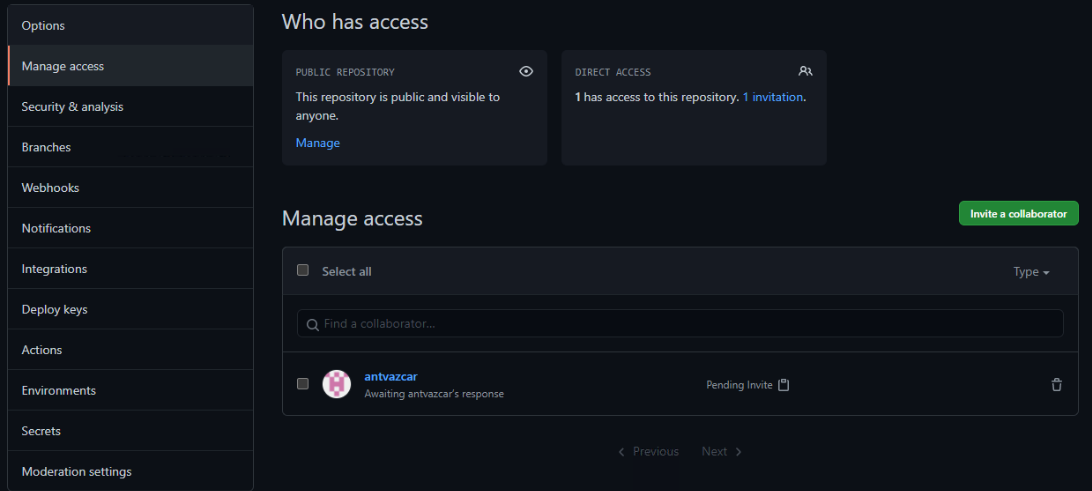 Options
Manage access
Security & analysis
Branches
Webhooks
Notifications
Integrations
Deploy keys
Actions
Environments
Secrets
Moderation settings
Who has access
PUBLIC REPOSITORY
This repository is public and visible to
anyone.
Manage
DIRECT ACCESS
1 has access to this repository. 1 invitation.
Manage access
Invite a collaborator
Select all
Type
Find a collaborator...
antvazcar
Awaiting antvazcar's response
Pending Invite
Previous
Next